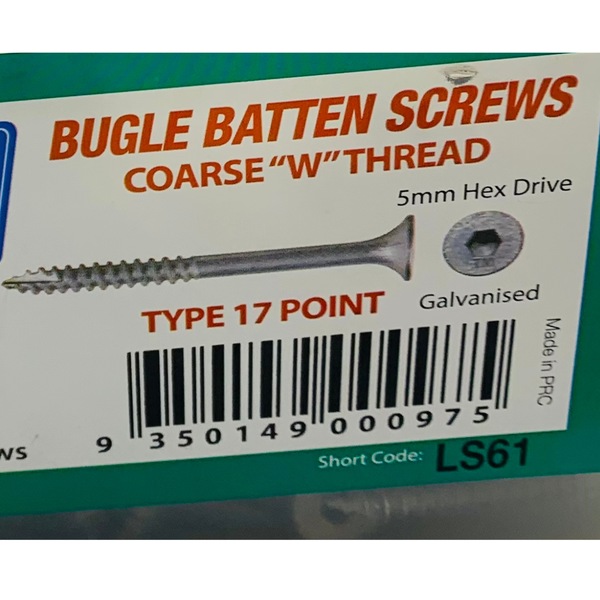 BUGLE BATTEN SCREWS
COARSE "W" THREAD
5mm Hex Drive
TYPE 17 POINT
Galvanised
Made in PRC
9 350149 000975
WS
Short Code: LS61